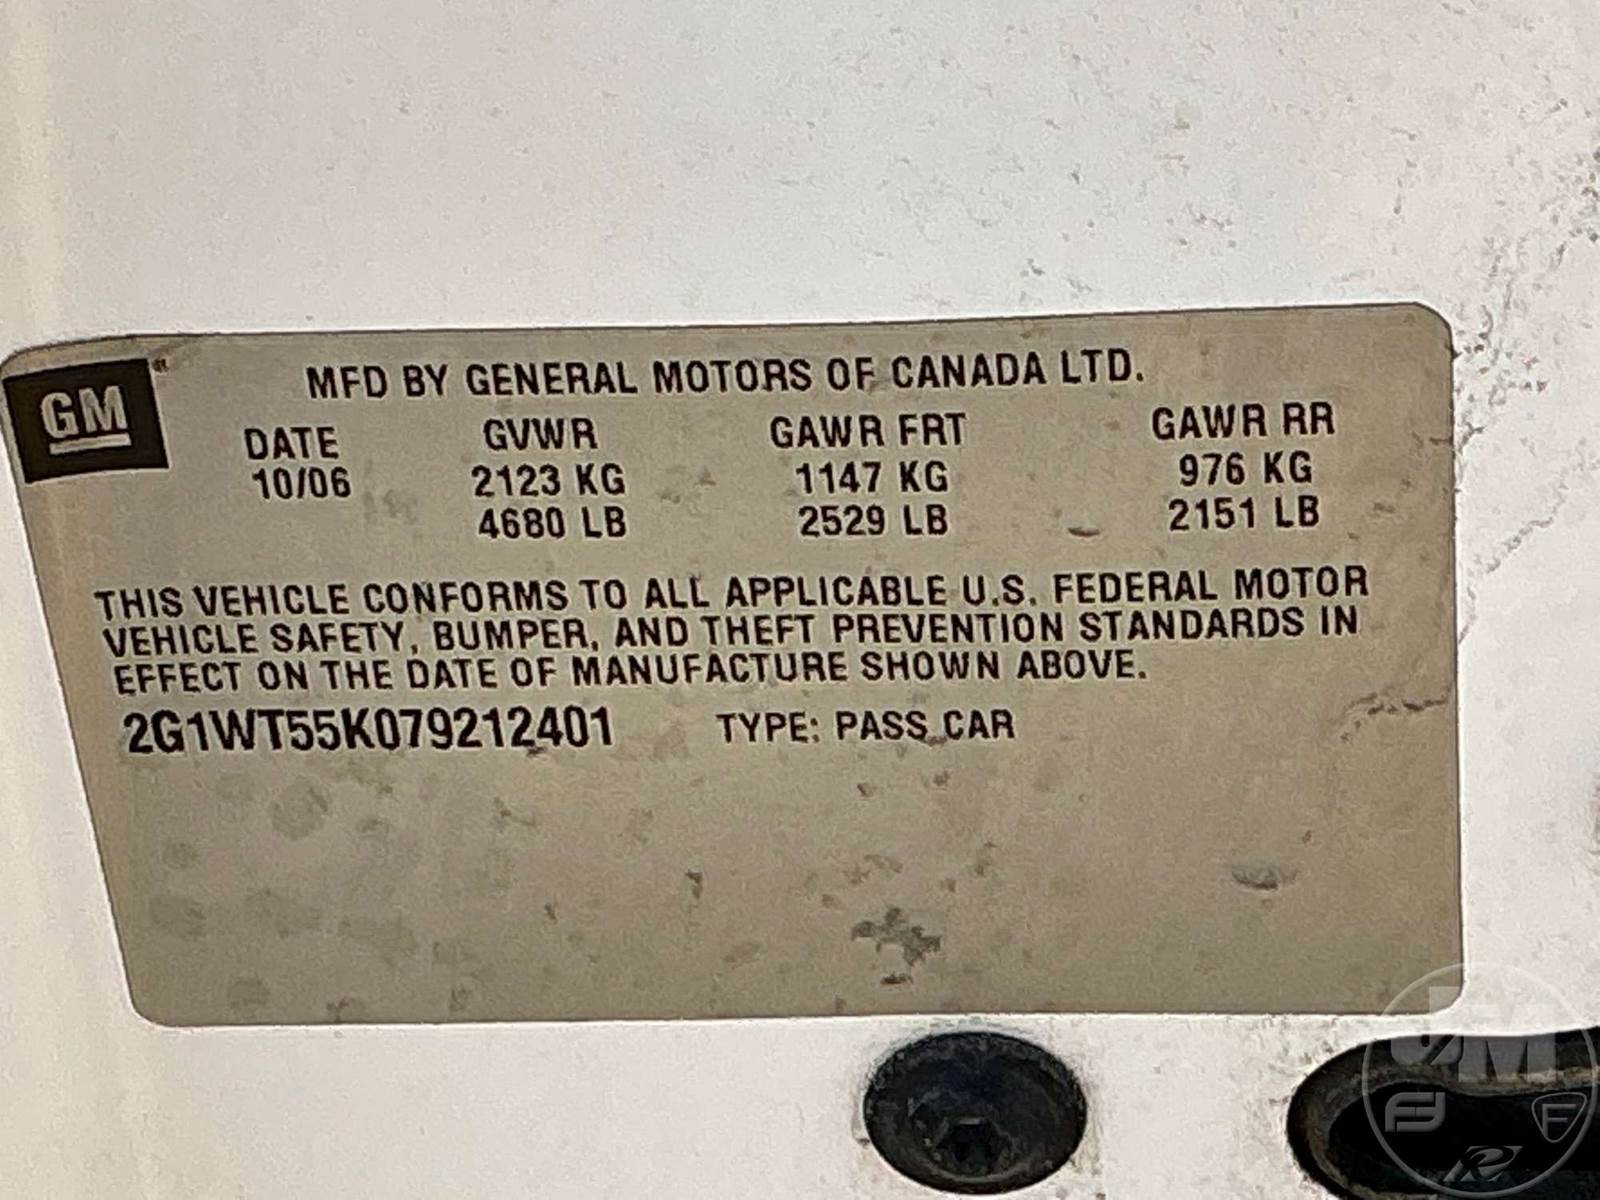 GM
MFD BY GENERAL MOTORS OF CANADA LTD.
DATE GVWR GAWR FRT GAWR RR
10/06 2123 KG 1147 KG 976 KG
4680 LB 2529 LB 2151 LB
THIS VEHICLE CONFORMS TO ALL APPLICABLE U.S. FEDERAL MOTOR
VEHICLE SAFETY, BUMPER, AND THEFT PREVENTION STANDARDS IN
EFFECT ON THE DATE OF MANUFACTURE SHOWN ABOVE.
2G1WT55K079212401 TYPE: PASS CAR
JM